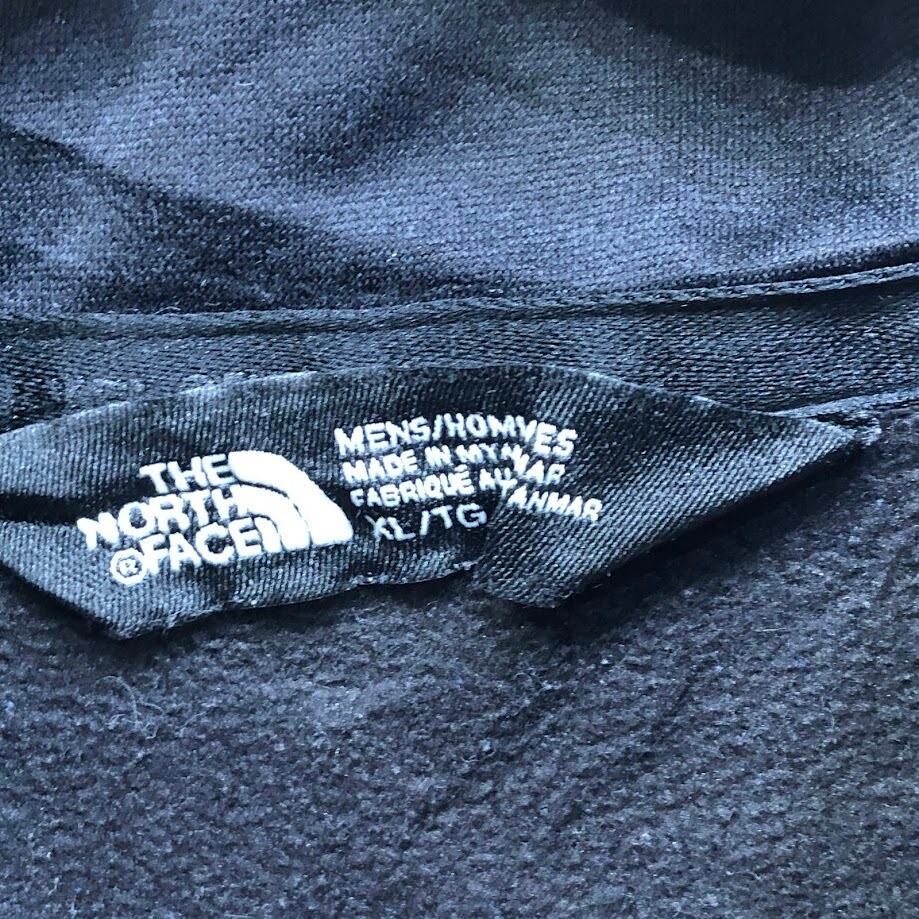 THE
NORTH
® FACE
MENS/HOMMES
MADE IN MYANMAR
FABRIQUÉ AU MYANMAR
XL/TG